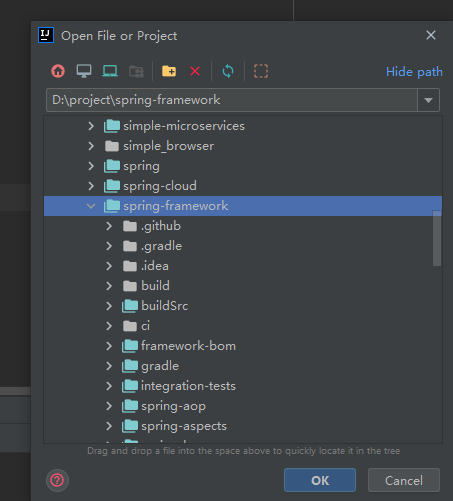 Open File or Project
Hide path
D:\project\spring-framework
simple-microservices
simple_browser
spring
spring-cloud
spring-framework
.github
.gradle
.idea
build
buildSrc
ci
framework-bom
gradle
integration-tests
spring-aop
spring-aspects
Drag and drop a file into the space above to quickly locate it in the tree
OK
Cancel